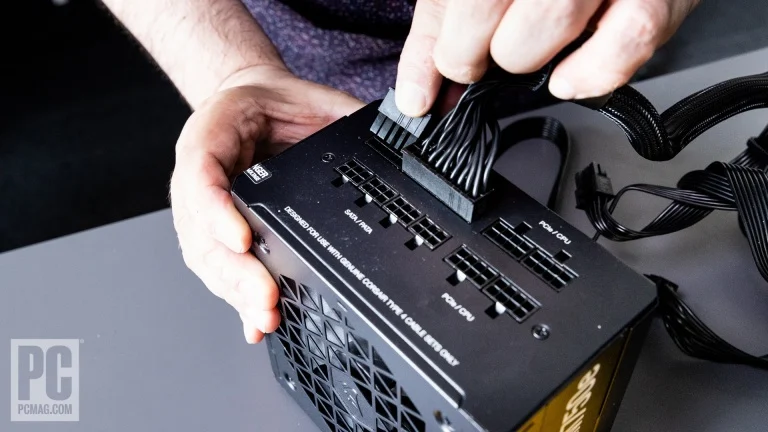 SATA / PATA
PCIe / CPU
DESIGNED FOR USE WITH GENUINE CORSAIR TYPE 4 CABLE SETS ONLY
PCIe / CPU
PC
PCMAG.COM